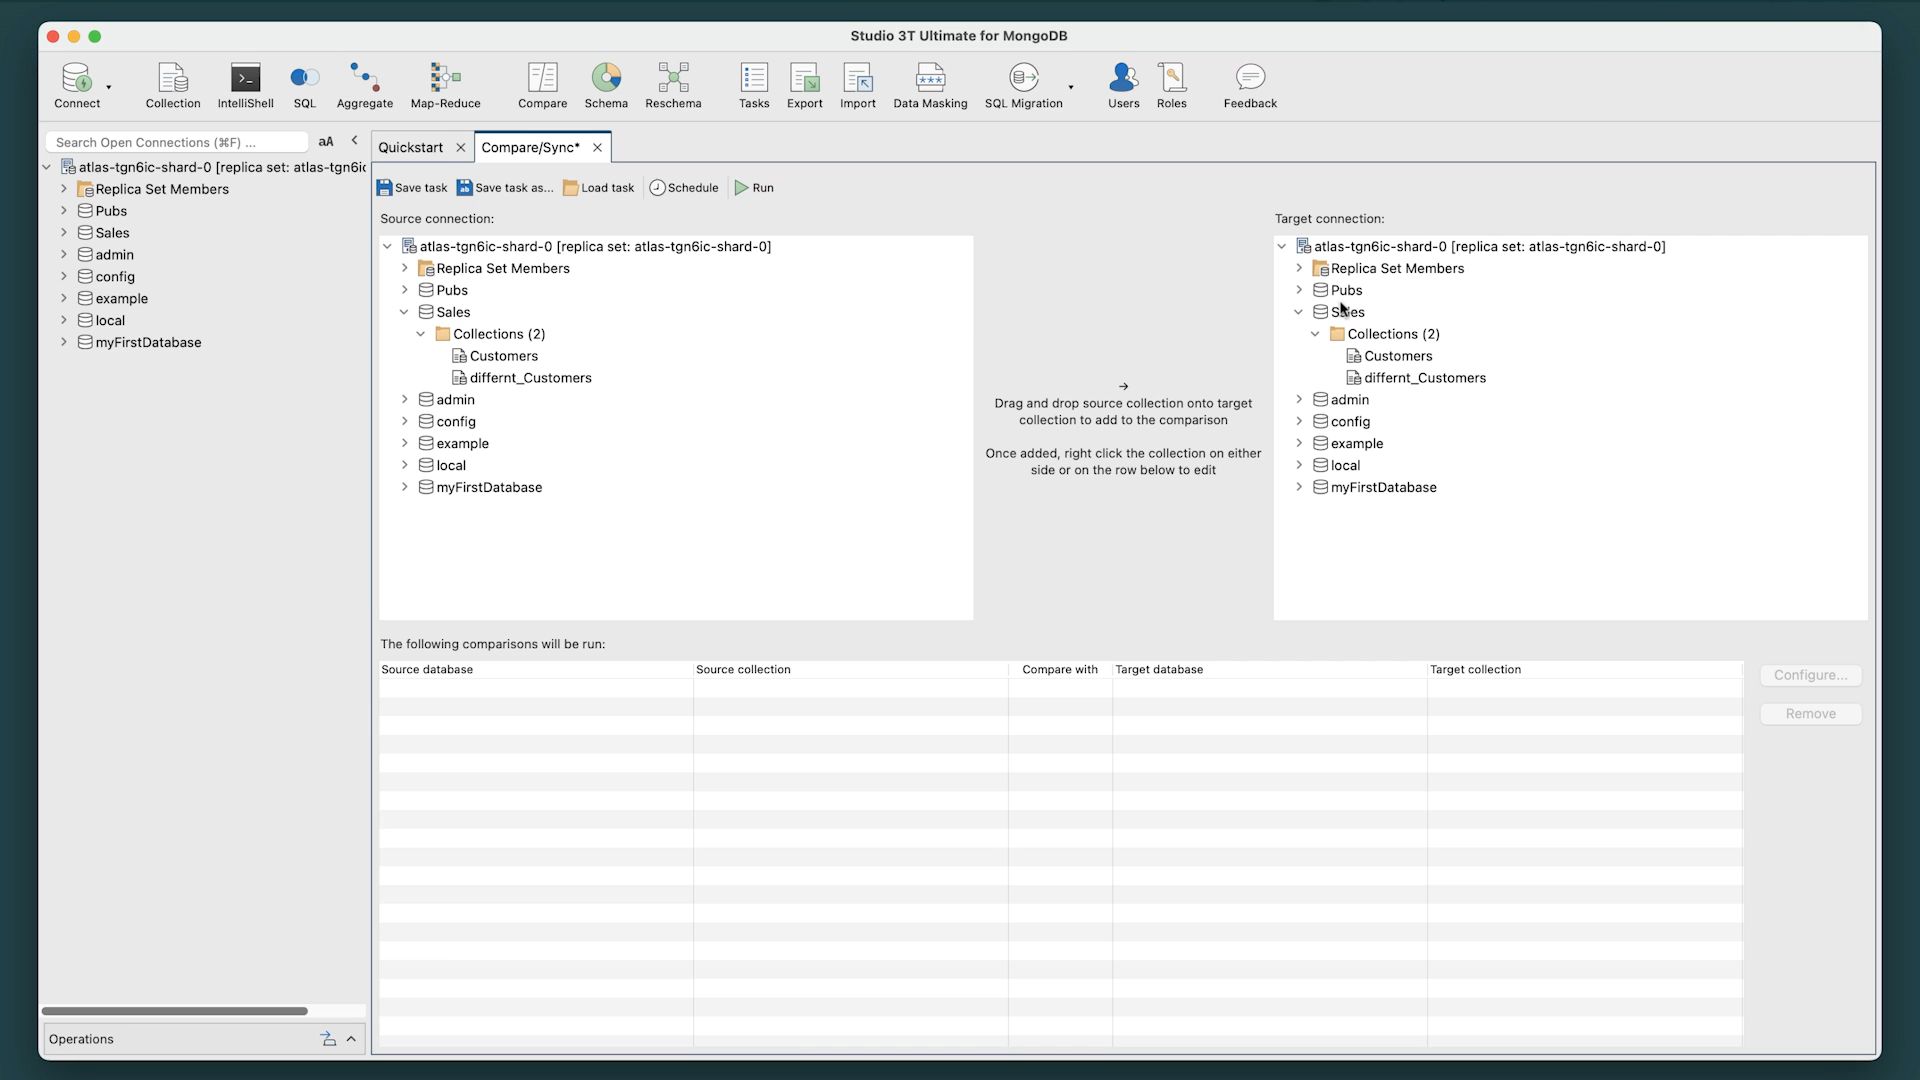 Studio 3T Ultimate for MongoDB
Connect
Collection
IntelliShell
SQL
Aggregate
Map-Reduce
Compare
Schema
Reschema
Tasks
Export
Import
Data Masking
SQL Migration
Users
Roles
Feedback
Search Open Connections (⌘F) ...
aA
Quickstart
Compare/Sync*
atlas-tgn6ic-shard-0 [replica set: atlas-tgn6ic
Replica Set Members
Pubs
Sales
admin
config
example
local
myFirstDatabase
Save task
Save task as...
Load task
Schedule
Run
Source connection:
atlas-tgn6ic-shard-0 [replica set: atlas-tgn6ic-shard-0]
Replica Set Members
Pubs
Sales
Collections (2)
Customers
differnt_Customers
admin
config
example
local
myFirstDatabase
→
Drag and drop source collection onto target
collection to add to the comparison
Once added, right click the collection on either
side or on the row below to edit
Target connection:
atlas-tgn6ic-shard-0 [replica set: atlas-tgn6ic-shard-0]
Replica Set Members
Pubs
Sales
Collections (2)
Customers
differnt_Customers
admin
config
example
local
myFirstDatabase
The following comparisons will be run:
Source database
Source collection
Compare with
Target database
Target collection
Configure...
Remove
Operations